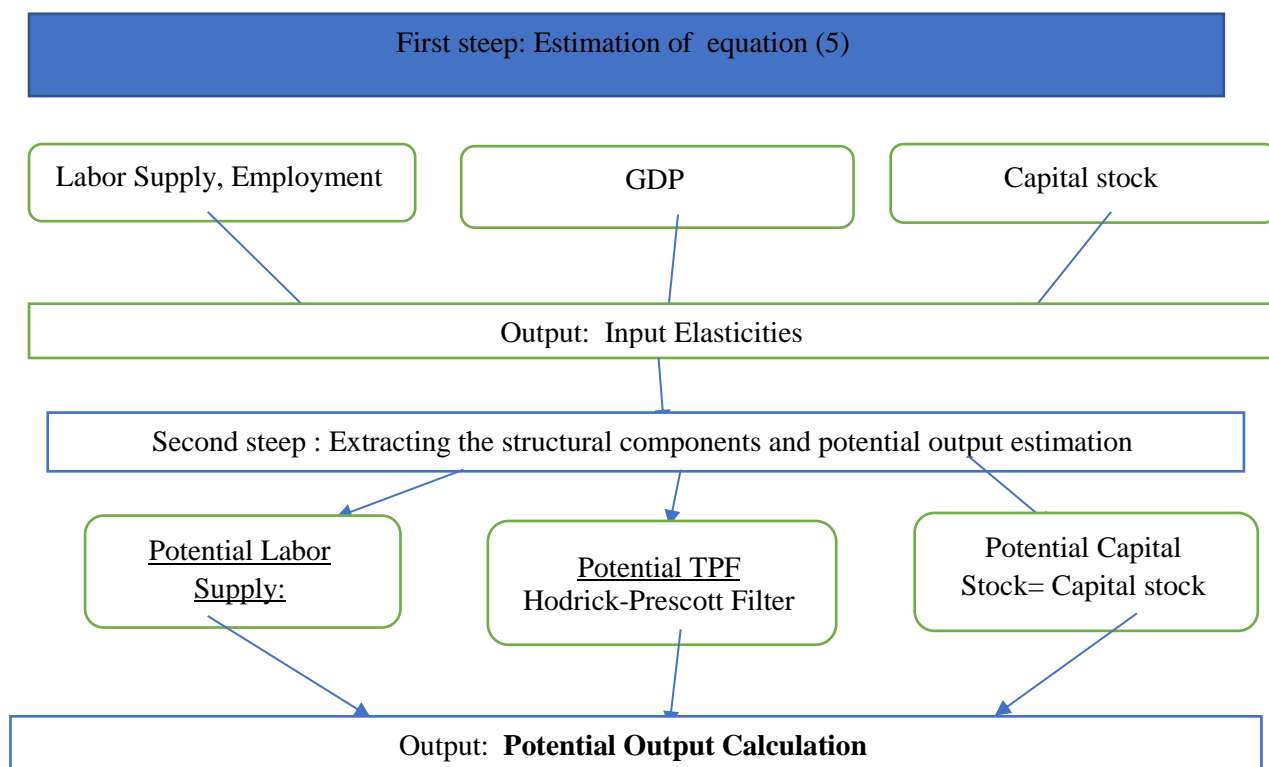 First steep: Estimation of equation (5)
Labor Supply, Employment
GDP
Capital stock
Output: Input Elasticities
Second steep : Extracting the structural components and potential output estimation
Potential Labor
Supply:
Potential TPF
Hodrick-Prescott Filter
Potential Capital
Stock= Capital stock
Output: Potential Output Calculation